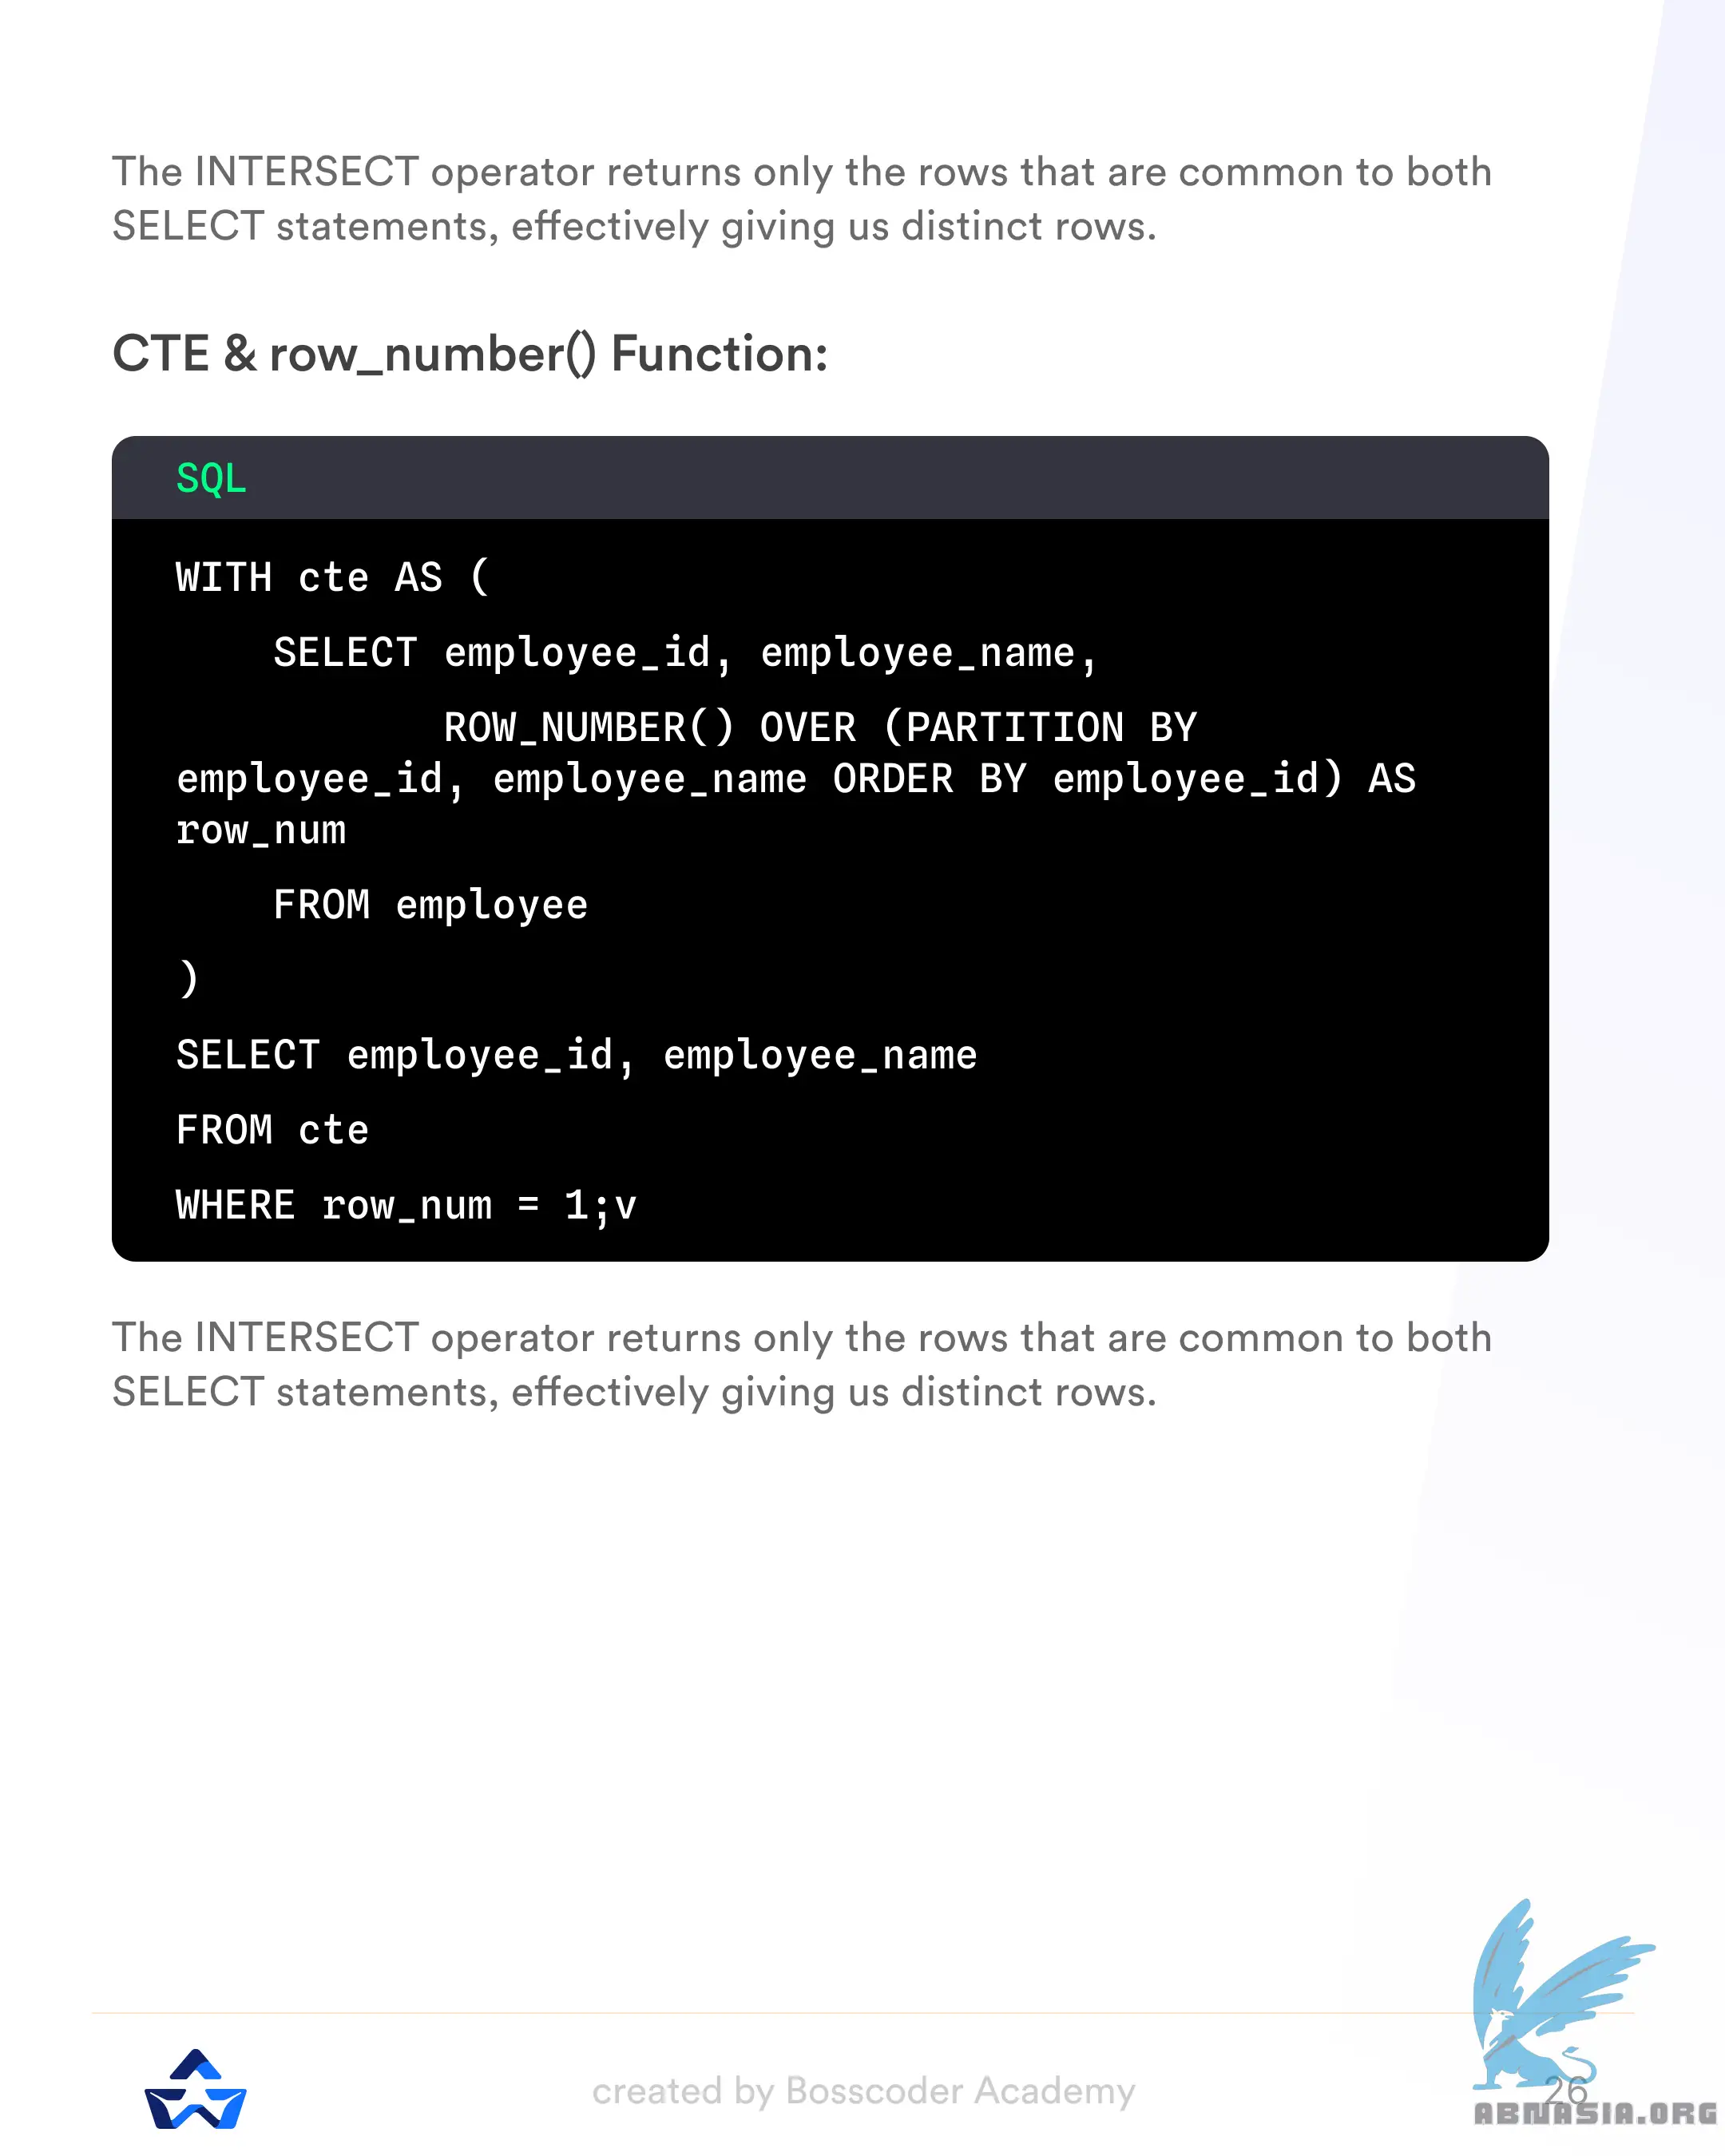 The INTERSECT operator returns only the rows that are common to both
SELECT statements, effectively giving us distinct rows.
CTE & row_number() Function:
SQL
WITH cte AS (
SELECT employee_id, employee_name,
ROW_NUMBER() OVER (PARTITION BY
employee_id, employee_name ORDER BY employee_id) AS
row_num
FROM employee
)
SELECT employee_id, employee_name
FROM cte
WHERE row_num = 1;v
The INTERSECT operator returns only the rows that are common to both
SELECT statements, effectively giving us distinct rows.
created by Bosscoder Academy
26
ABNASIA.ORG